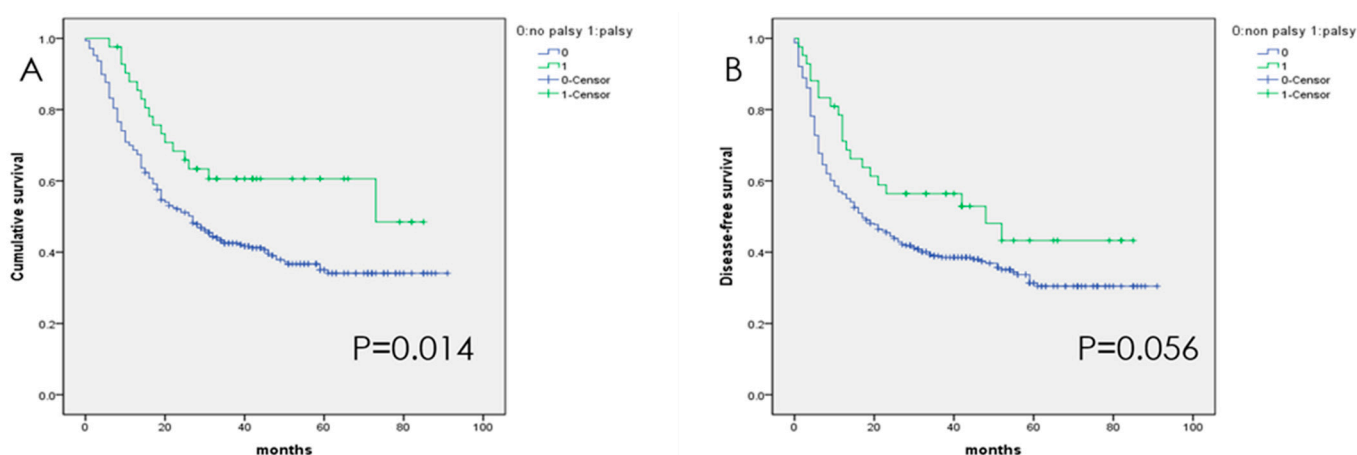 A
Cumulative survival
1.0
0.8
0.6
0.4
0.2
0.0
0 20 40 60 80 100
months
P=0.014
0:no palsy 1:palsy
0
1
0-Censor
1-Censor
B
Disease-free survival
1.0
0.8
0.6
0.4
0.2
0.0
0 20 40 60 80 100
months
P=0.056
0:non palsy 1:palsy
0
1
0-Censor
1-Censor